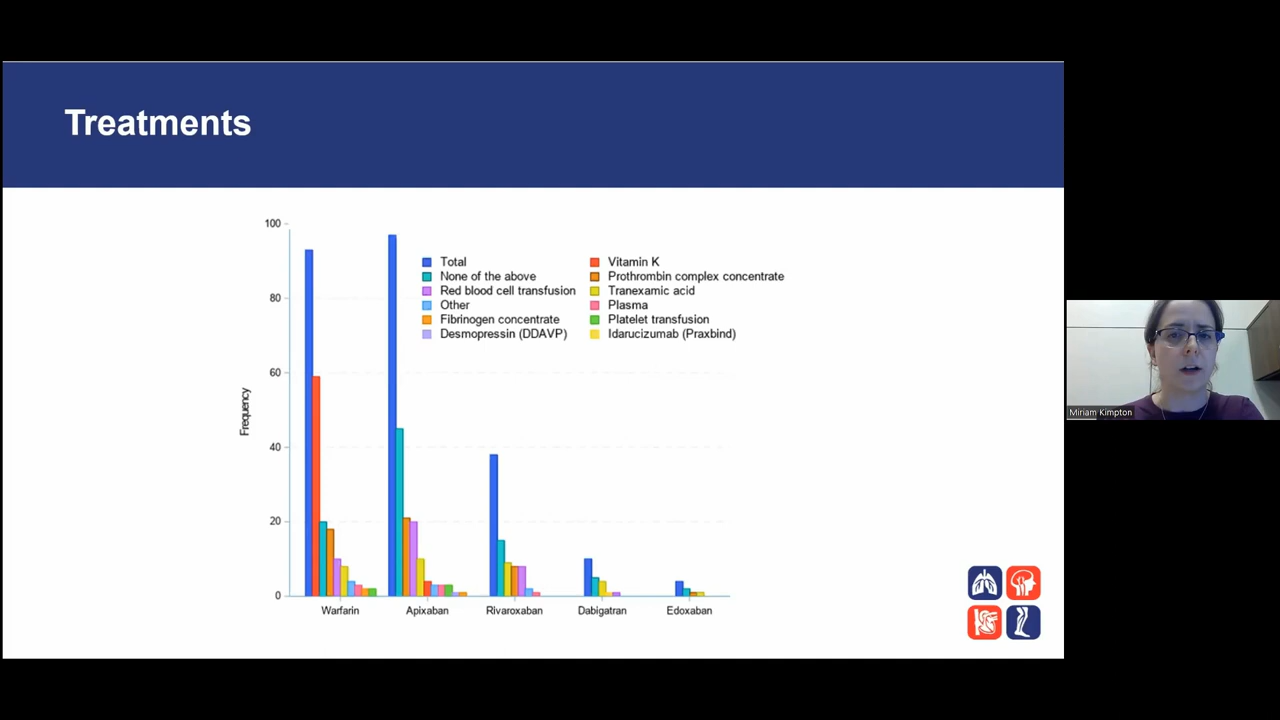 Treatments
100
80
60
40
20
0
Frequency
Total
Vitamin K
None of the above
Prothrombin complex concentrate
Red blood cell transfusion
Tranexamic acid
Other
Plasma
Fibrinogen concentrate
Platelet transfusion
Desmopressin (DDAVP)
Idarucizumab (Praxbind)
Warfarin
Apixaban
Rivaroxaban
Dabigatran
Edoxaban
Miriam Kimpton